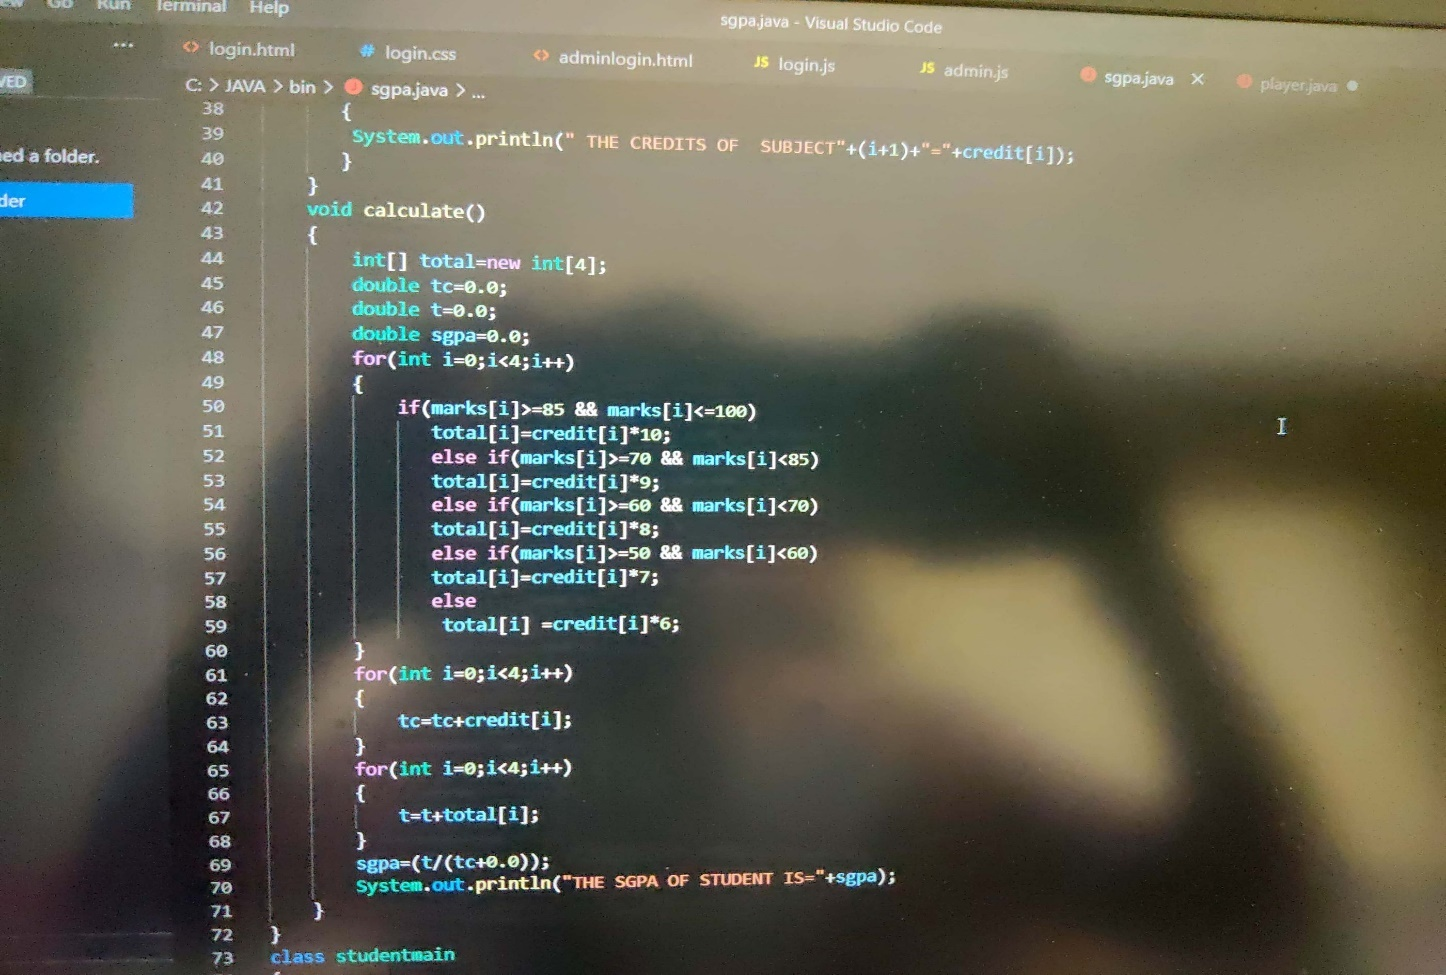 Go Run Terminal Help
sgpa.java - Visual Studio Code
login.html login.css adminlogin.html JS login.js JS admin.js sgpa.java player.java
C: > JAVA > bin > sgpa.java > ...
ned a folder.
der
38 {
39 System.out.println(" THE CREDITS OF  SUBJECT"+(i+1)+"="+credit[i]);
40 }
41 }
42 void calculate()
43 {
44 int[] total=new int[4];
45 double tc=0.0;
46 double t=0.0;
47 double sgpa=0.0;
48 for(int i=0;i<4;i++)
49 {
50 if(marks[i]>=85 && marks[i]<=100)
51 total[i]=credit[i]*10;
52 else if(marks[i]>=70 && marks[i]<85)
53 total[i]=credit[i]*9;
54 else if(marks[i]>=60 && marks[i]<70)
55 total[i]=credit[i]*8;
56 else if(marks[i]>=50 && marks[i]<60)
57 total[i]=credit[i]*7;
58 else
59 total[i] =credit[i]*6;
60 }
61 for(int i=0;i<4;i++)
62 {
63 tc=tc+credit[i];
64 }
65 for(int i=0;i<4;i++)
66 {
67 t=t+total[i];
68 }
69 sgpa=(t/(tc+0.0));
70 System.out.println("THE SGPA OF STUDENT IS="+sgpa);
71 }
72 }
73 class studentmain